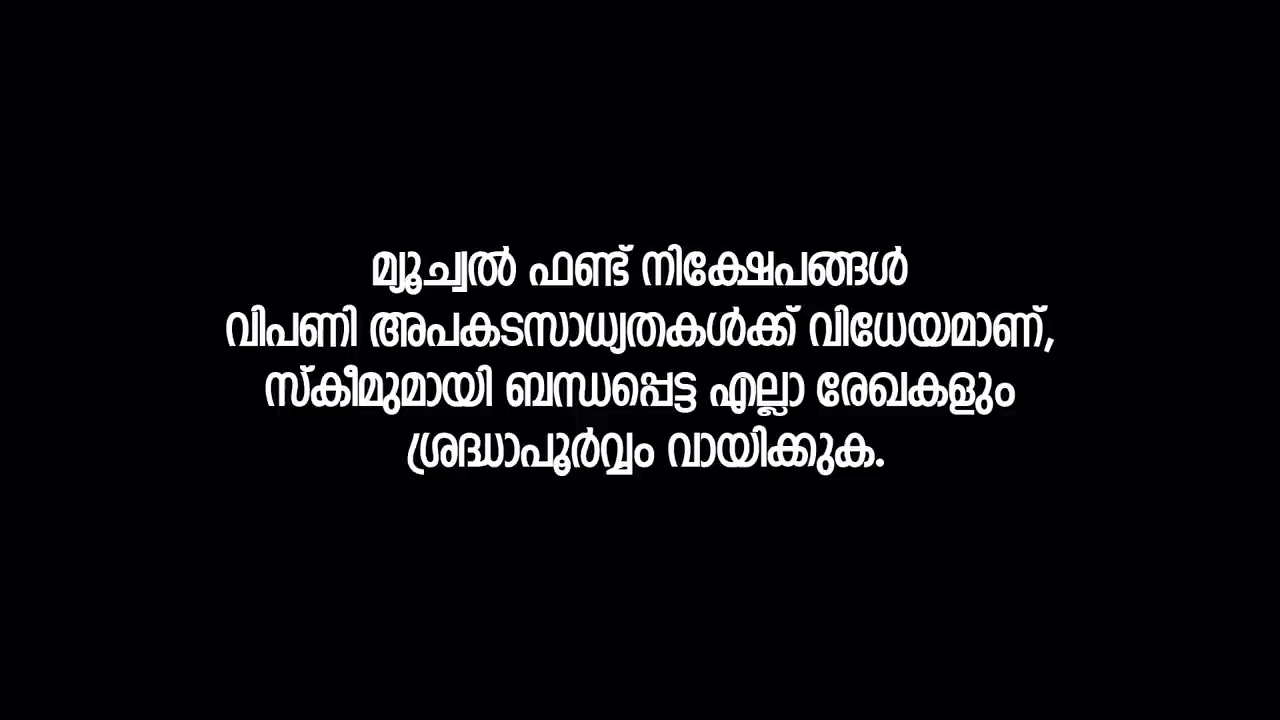 മ്യൂച്വൽ ഫണ്ട് നിക്ഷേപങ്ങൾ
വിപണി അപകടസാധ്യതകൾക്ക് വിധേയമാണ്,
സ്കീമുമായി ബന്ധപ്പെട്ട എല്ലാ രേഖകളും
ശ്രദ്ധാപൂർവ്വം വായിക്കുക.